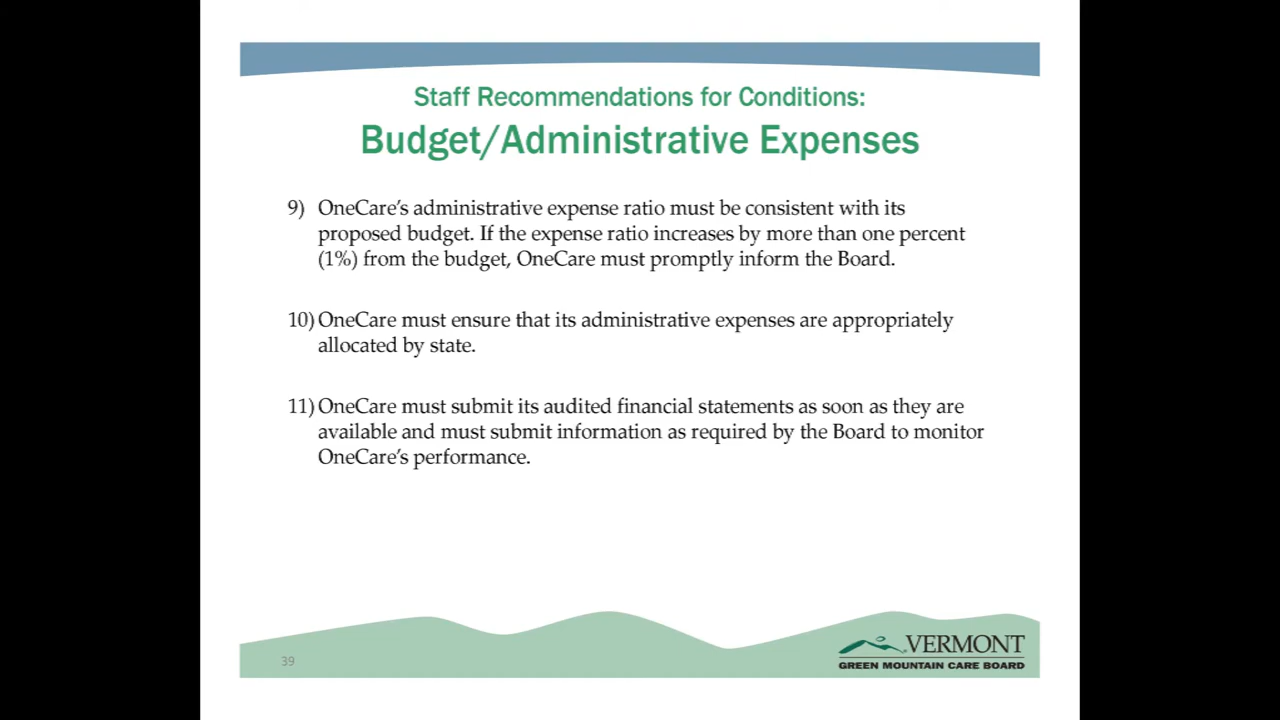 Staff Recommendations for Conditions:
Budget/Administrative Expenses
9) OneCare's administrative expense ratio must be consistent with its
proposed budget. If the expense ratio increases by more than one percent
(1%) from the budget, OneCare must promptly inform the Board.
10) OneCare must ensure that its administrative expenses are appropriately
allocated by state.
11) OneCare must submit its audited financial statements as soon as they are
available and must submit information as required by the Board to monitor
OneCare's performance.
39
VERMONT
GREEN MOUNTAIN CARE BOARD